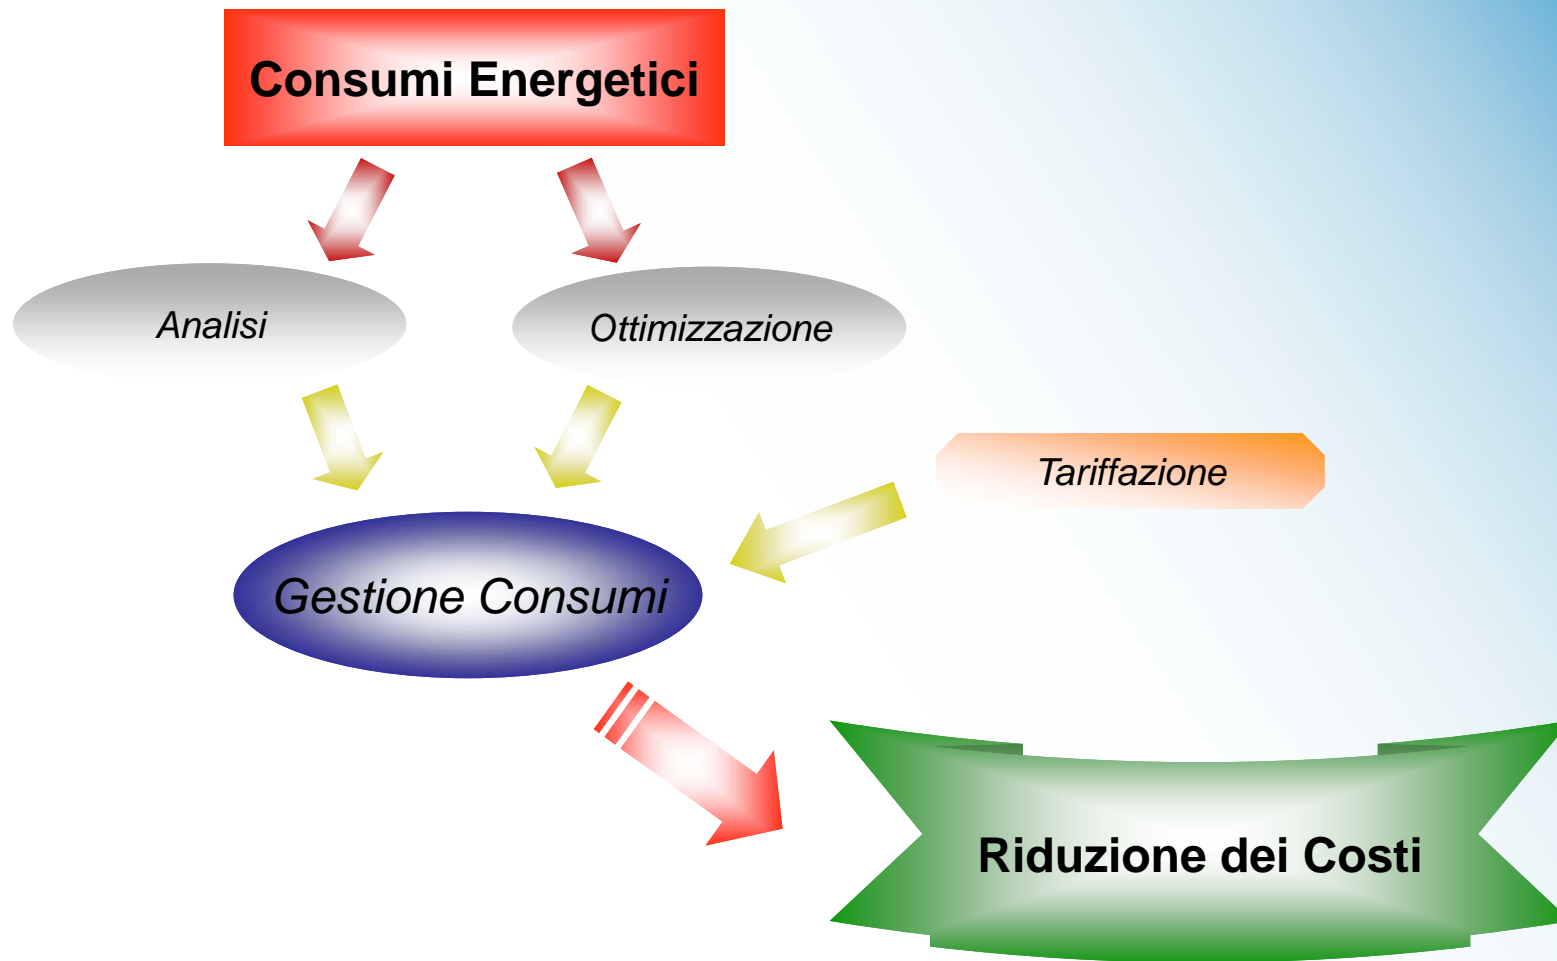 Consumi Energetici
Analisi
Ottimizzazione
Tariffazione
Gestione Consumi
Riduzione dei Costi